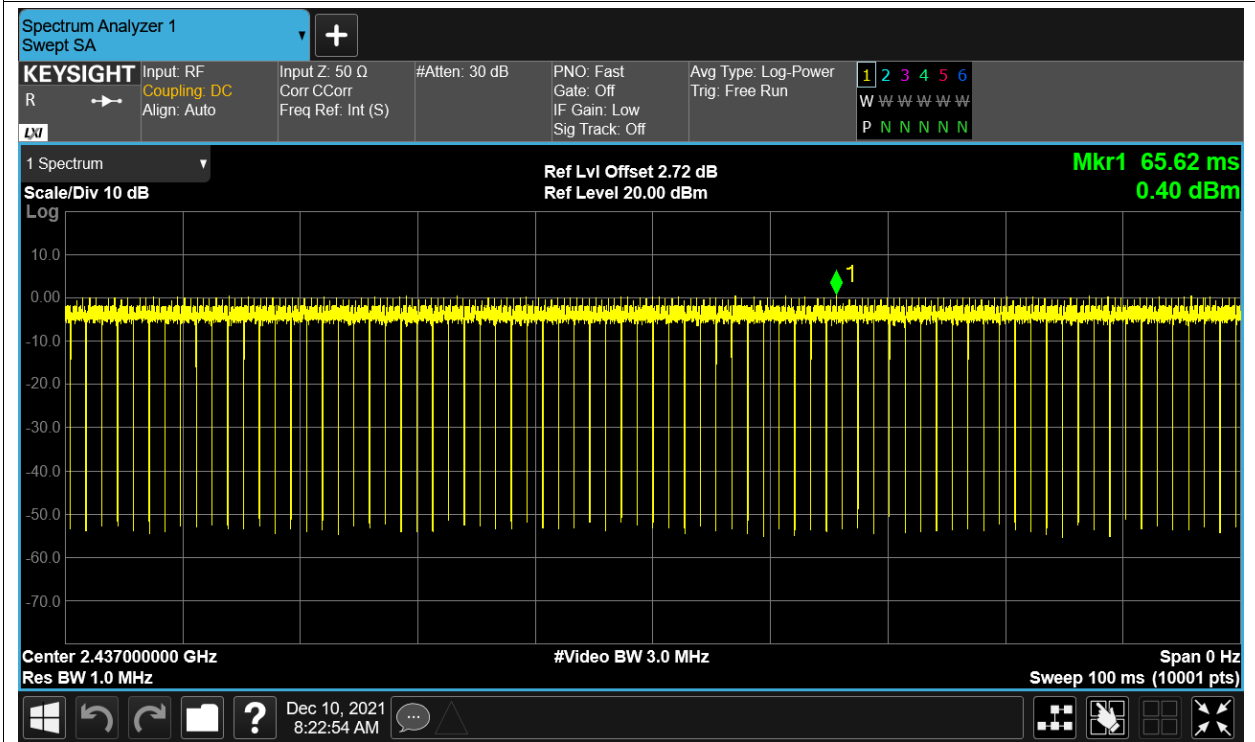 Spectrum Analyzer 1
Swept SA
KEYSIGHT
R
LXI
Input: RF
Coupling: DC
Align: Auto
Input Z: 50 Ω
Corr CCorr
Freq Ref: Int (S)
#Atten: 30 dB
PNO: Fast
Gate: Off
IF Gain: Low
Sig Track: Off
Avg Type: Log-Power
Trig: Free Run
1 2 3 4 5 6
W W W W W W
P N N N N N
1 Spectrum
Scale/Div 10 dB
Log
Ref Lvl Offset 2.72 dB
Ref Level 20.00 dBm
Mkr1 65.62 ms
0.40 dBm
10.0
1
0.00
-10.0
-20.0
-30.0
-40.0
-50.0
-60.0
-70.0
Center 2.437000000 GHz
Res BW 1.0 MHz
#Video BW 3.0 MHz
Span 0 Hz
Sweep 100 ms (10001 pts)
?
Dec 10, 2021
8:22:54 AM